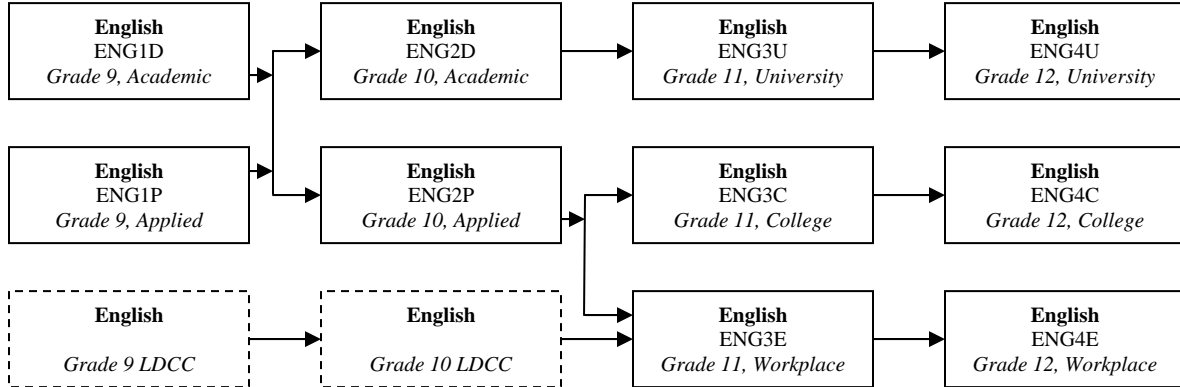 English
ENG1D
Grade 9, Academic
English
ENG2D
Grade 10, Academic
English
ENG3U
Grade 11, University
English
ENG4U
Grade 12, University
English
ENG1P
Grade 9, Applied
English
ENG2P
Grade 10, Applied
English
ENG3C
Grade 11, College
English
ENG4C
Grade 12, College
English
Grade 9 LDCC
English
Grade 10 LDCC
English
ENG3E
Grade 11, Workplace
English
ENG4E
Grade 12, Workplace